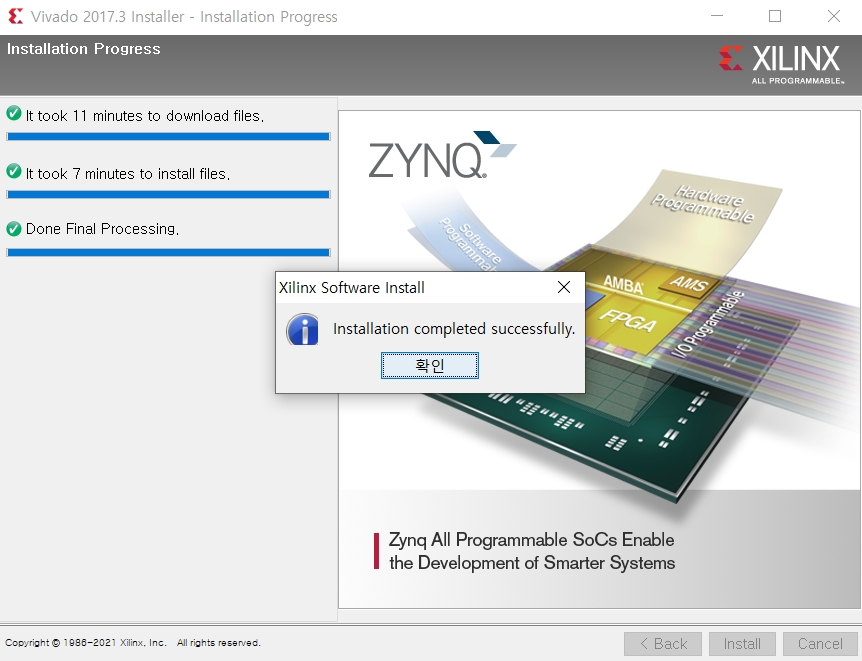 Vivado 2017.3 Installer - Installation Progress
Installation Progress
XILINX
ALL PROGRAMMABLE™
It took 11 minutes to download files.
It took 7 minutes to install files.
Done Final Processing.
ZYNQ®
Software
Programmable
Hardware
Programmable
AMBA®
AMS
FPGA
I/O Programmable
Xilinx Software Install
Installation completed successfully.
확인
Zynq All Programmable SoCs Enable
the Development of Smarter Systems
Copyright © 1986-2021 Xilinx, Inc. All rights reserved.
< Back
Install
Cancel